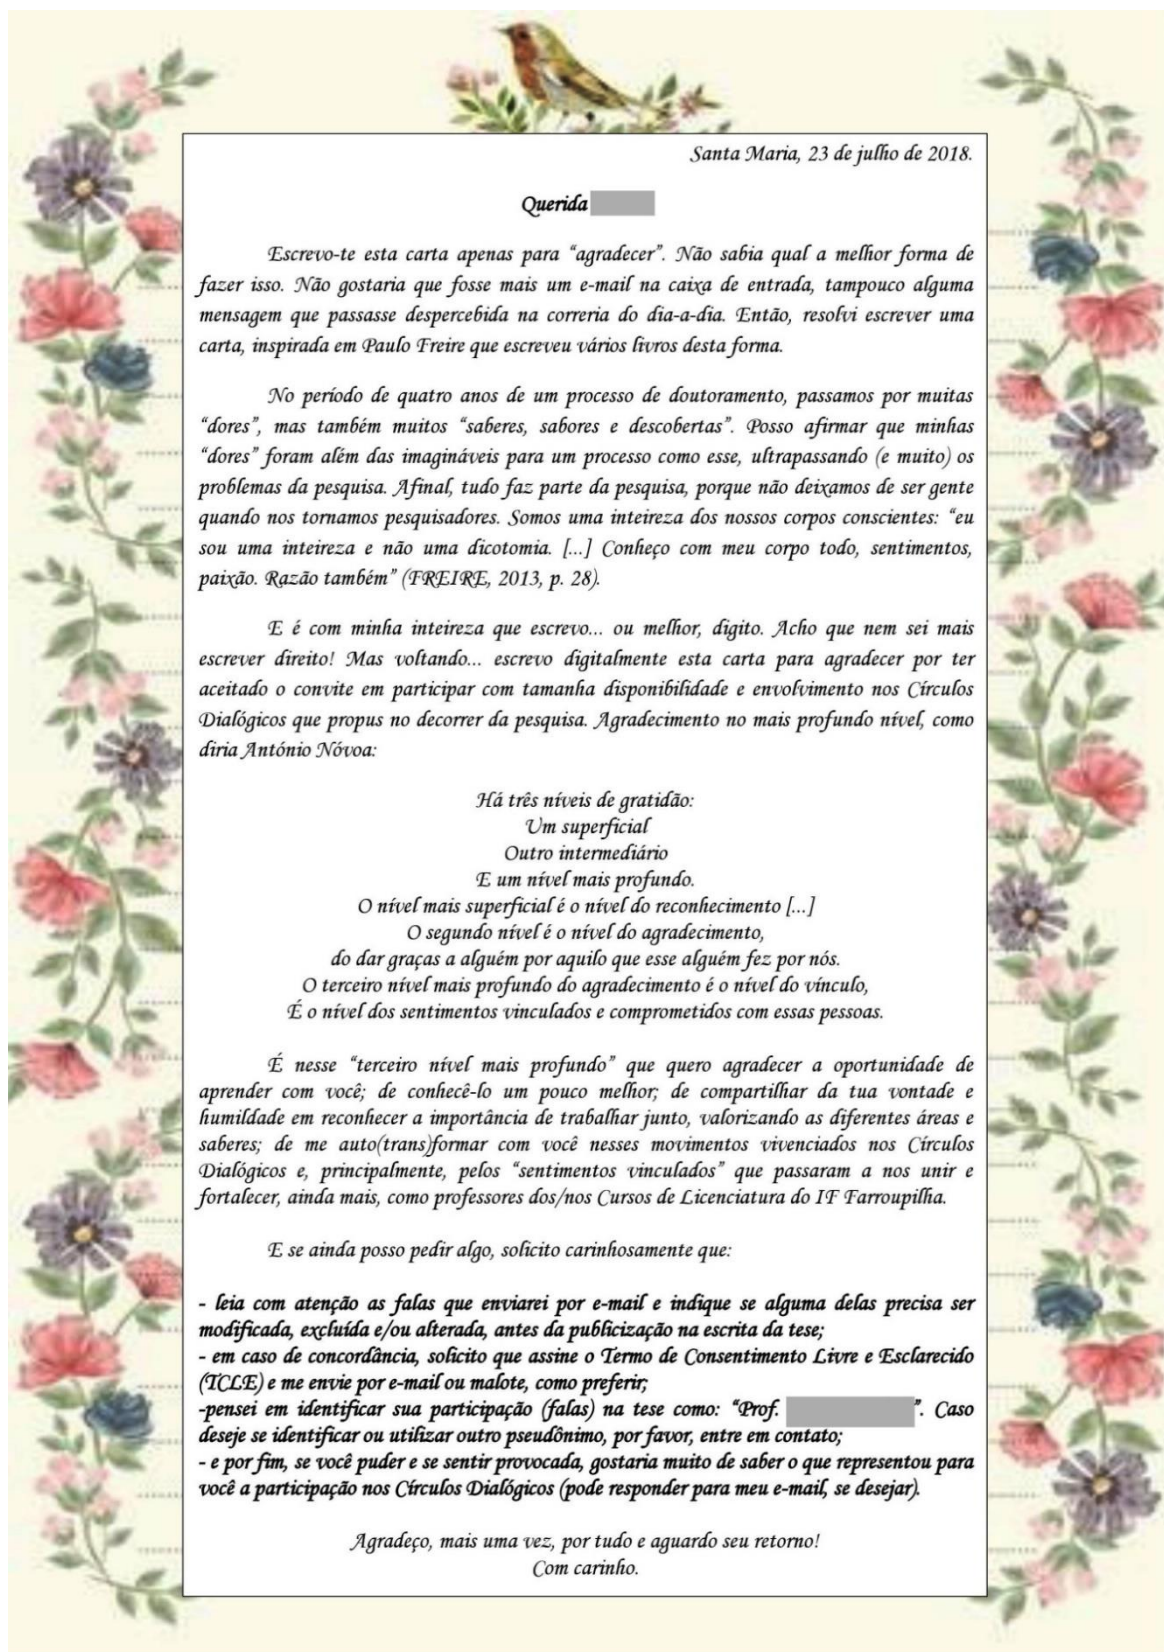 Santa Maria, 23 de julho de 2018.
Querida
Escrevo-te esta carta apenas para “agradecer”. Não sabia qual a melhor forma de
fazer isso. Não gostaria que fosse mais um e-mail na caixa de entrada, tampouco alguma
mensagem que passasse despercebida na correria do dia-a-dia. Então, resolvi escrever uma
carta, inspirada em Paulo Freire que escreveu vários livros desta forma.
No período de quatro anos de um processo de doutoramento, passamos por muitas
“dores”, mas também muitos “saberes, sabores e descobertas”. Posso afirmar que minhas
“dores” foram além das imagináveis para um processo como esse, ultrapassando (e muito) os
problemas da pesquisa. Afinal, tudo faz parte da pesquisa, porque não deixamos de ser gente
quando nos tornamos pesquisadores. Somos uma inteireza dos nossos corpos conscientes: “eu
sou uma inteireza e não uma dicotomia. [...] Conheço com meu corpo todo, sentimentos,
paixão. Razão também” (FREIRE, 2013, p. 28).
E é com minha inteireza que escrevo... ou melhor, digito. Acho que nem sei mais
escrever direito! Mas voltando... escrevo digitalmente esta carta para agradecer por ter
aceitado o convite em participar com tamanha disponibilidade e envolvimento nos Círculos
Dialógicos que propus no decorrer da pesquisa. Agradecimento no mais profundo nível, como
diria António Nóvoa:
Há três níveis de gratidão:
Um superficial
Outro intermediário
E um nível mais profundo.
O nível mais superficial é o nível do reconhecimento [...]
O segundo nível é o nível do agradecimento,
do dar graças a alguém por aquilo que esse alguém fez por nós.
O terceiro nível mais profundo do agradecimento é o nível do vínculo,
É o nível dos sentimentos vinculados e comprometidos com essas pessoas.
É nesse “terceiro nível mais profundo” que quero agradecer a oportunidade de
aprender com você; de conhecê-lo um pouco melhor; de compartilhar da tua vontade e
humildade em reconhecer a importância de trabalhar junto, valorizando as diferentes áreas e
saberes; de me auto(trans)formar com você nesses movimentos vivenciados nos Círculos
Dialógicos e, principalmente, pelos “sentimentos vinculados” que passaram a nos unir e
fortalecer, ainda mais, como professores dos/nos Cursos de Licenciatura do IF Farroupilha.
E se ainda posso pedir algo, solicito carinhosamente que:
- leia com atenção as falas que enviarei por e-mail e indique se alguma delas precisa ser
modificada, excluída e/ou alterada, antes da publicização na escrita da tese;
- em caso de concordância, solicito que assine o Termo de Consentimento Livre e Esclarecido
(TCLE) e me envie por e-mail ou malote, como preferir;
-pensei em identificar sua participação (falas) na tese como: “Prof. ”. Caso
deseje se identificar ou utilizar outro pseudônimo, por favor, entre em contato;
- e por fim, se você puder e se sentir provocada, gostaria muito de saber o que representou para
você a participação nos Círculos Dialógicos (pode responder para meu e-mail, se desejar).
Agradeço, mais uma vez, por tudo e aguardo seu retorno!
Com carinho.